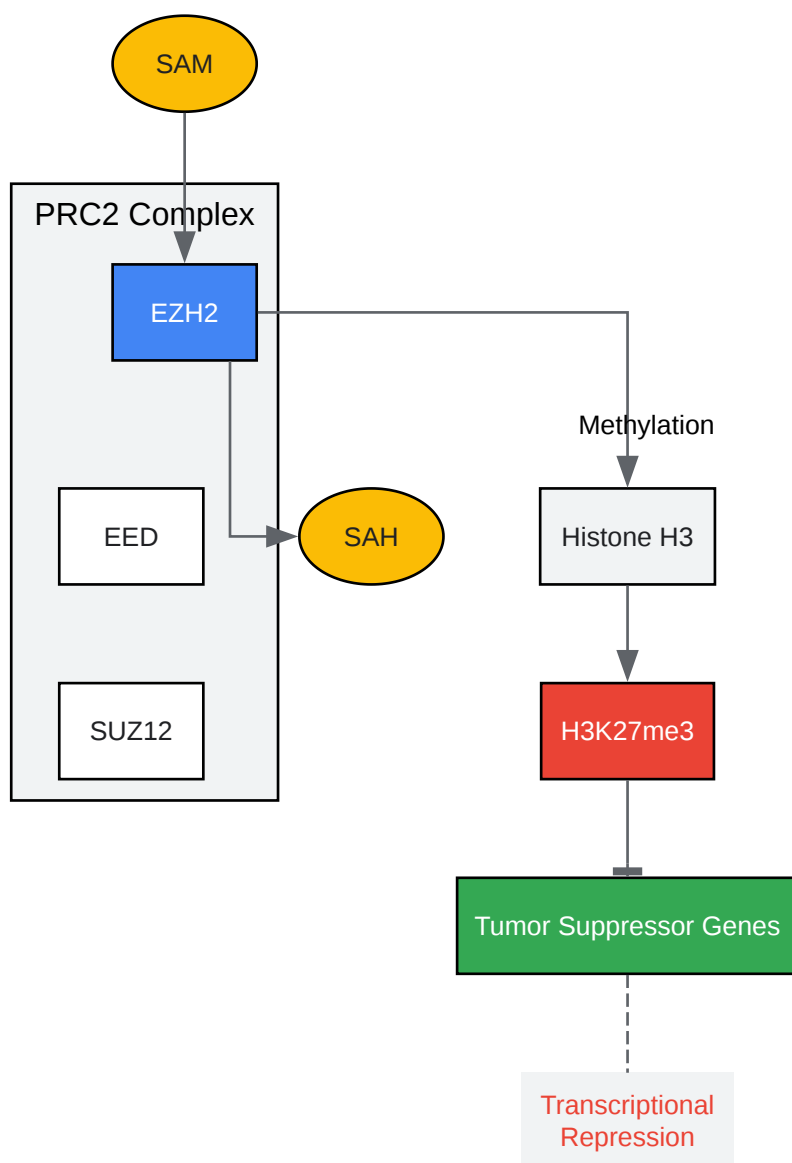 SAM
PRC2 Complex
EZH2
Methylation
EED
SAH
Histone H3
SUZ12
H3K27me3
Tumor Suppressor Genes
Transcriptional
Repression